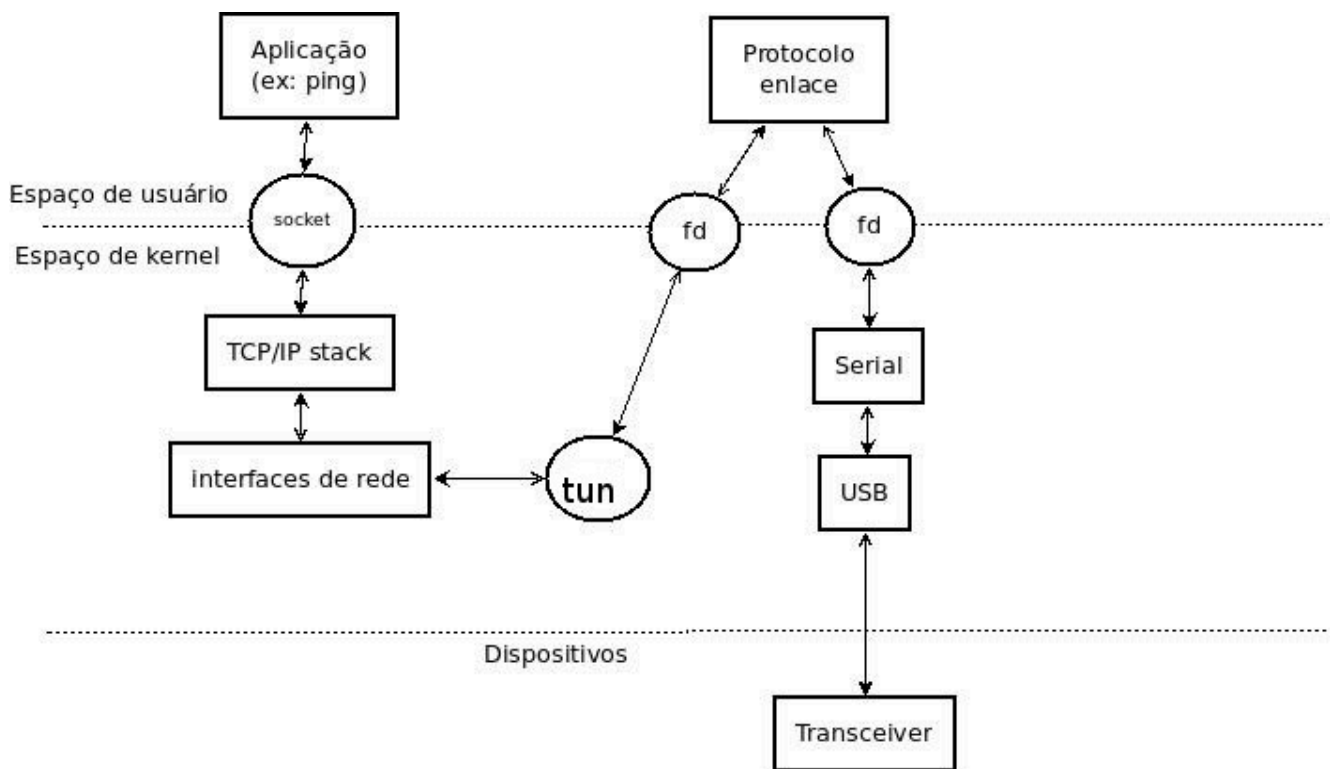 Aplicação
(ex: ping)
Protocolo
enlace
Espaço de usuário
socket
fd
fd
Espaço de kernel
TCP/IP stack
Serial
interfaces de rede
tun
USB
Dispositivos
Transceiver